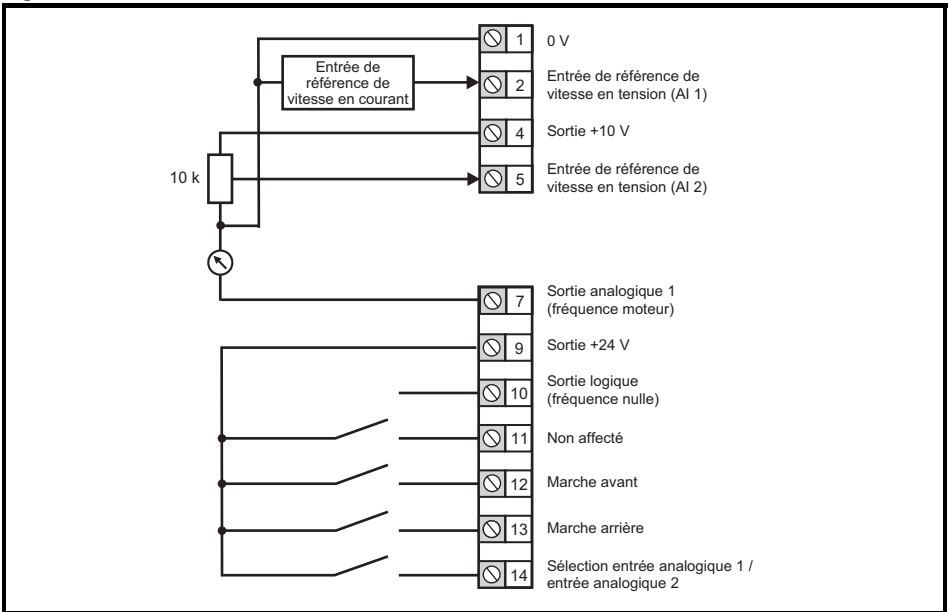 1 0 V
Entrée de
référence de
vitesse en courant
2 Entrée de référence de
vitesse en tension (AI 1)
4 Sortie +10 V
10 k
5 Entrée de référence de
vitesse en tension (AI 2)
7 Sortie analogique 1
(fréquence moteur)
9 Sortie +24 V
10 Sortie logique
(fréquence nulle)
11 Non affecté
12 Marche avant
13 Marche arrière
14 Sélection entrée analogique 1 /
entrée analogique 2